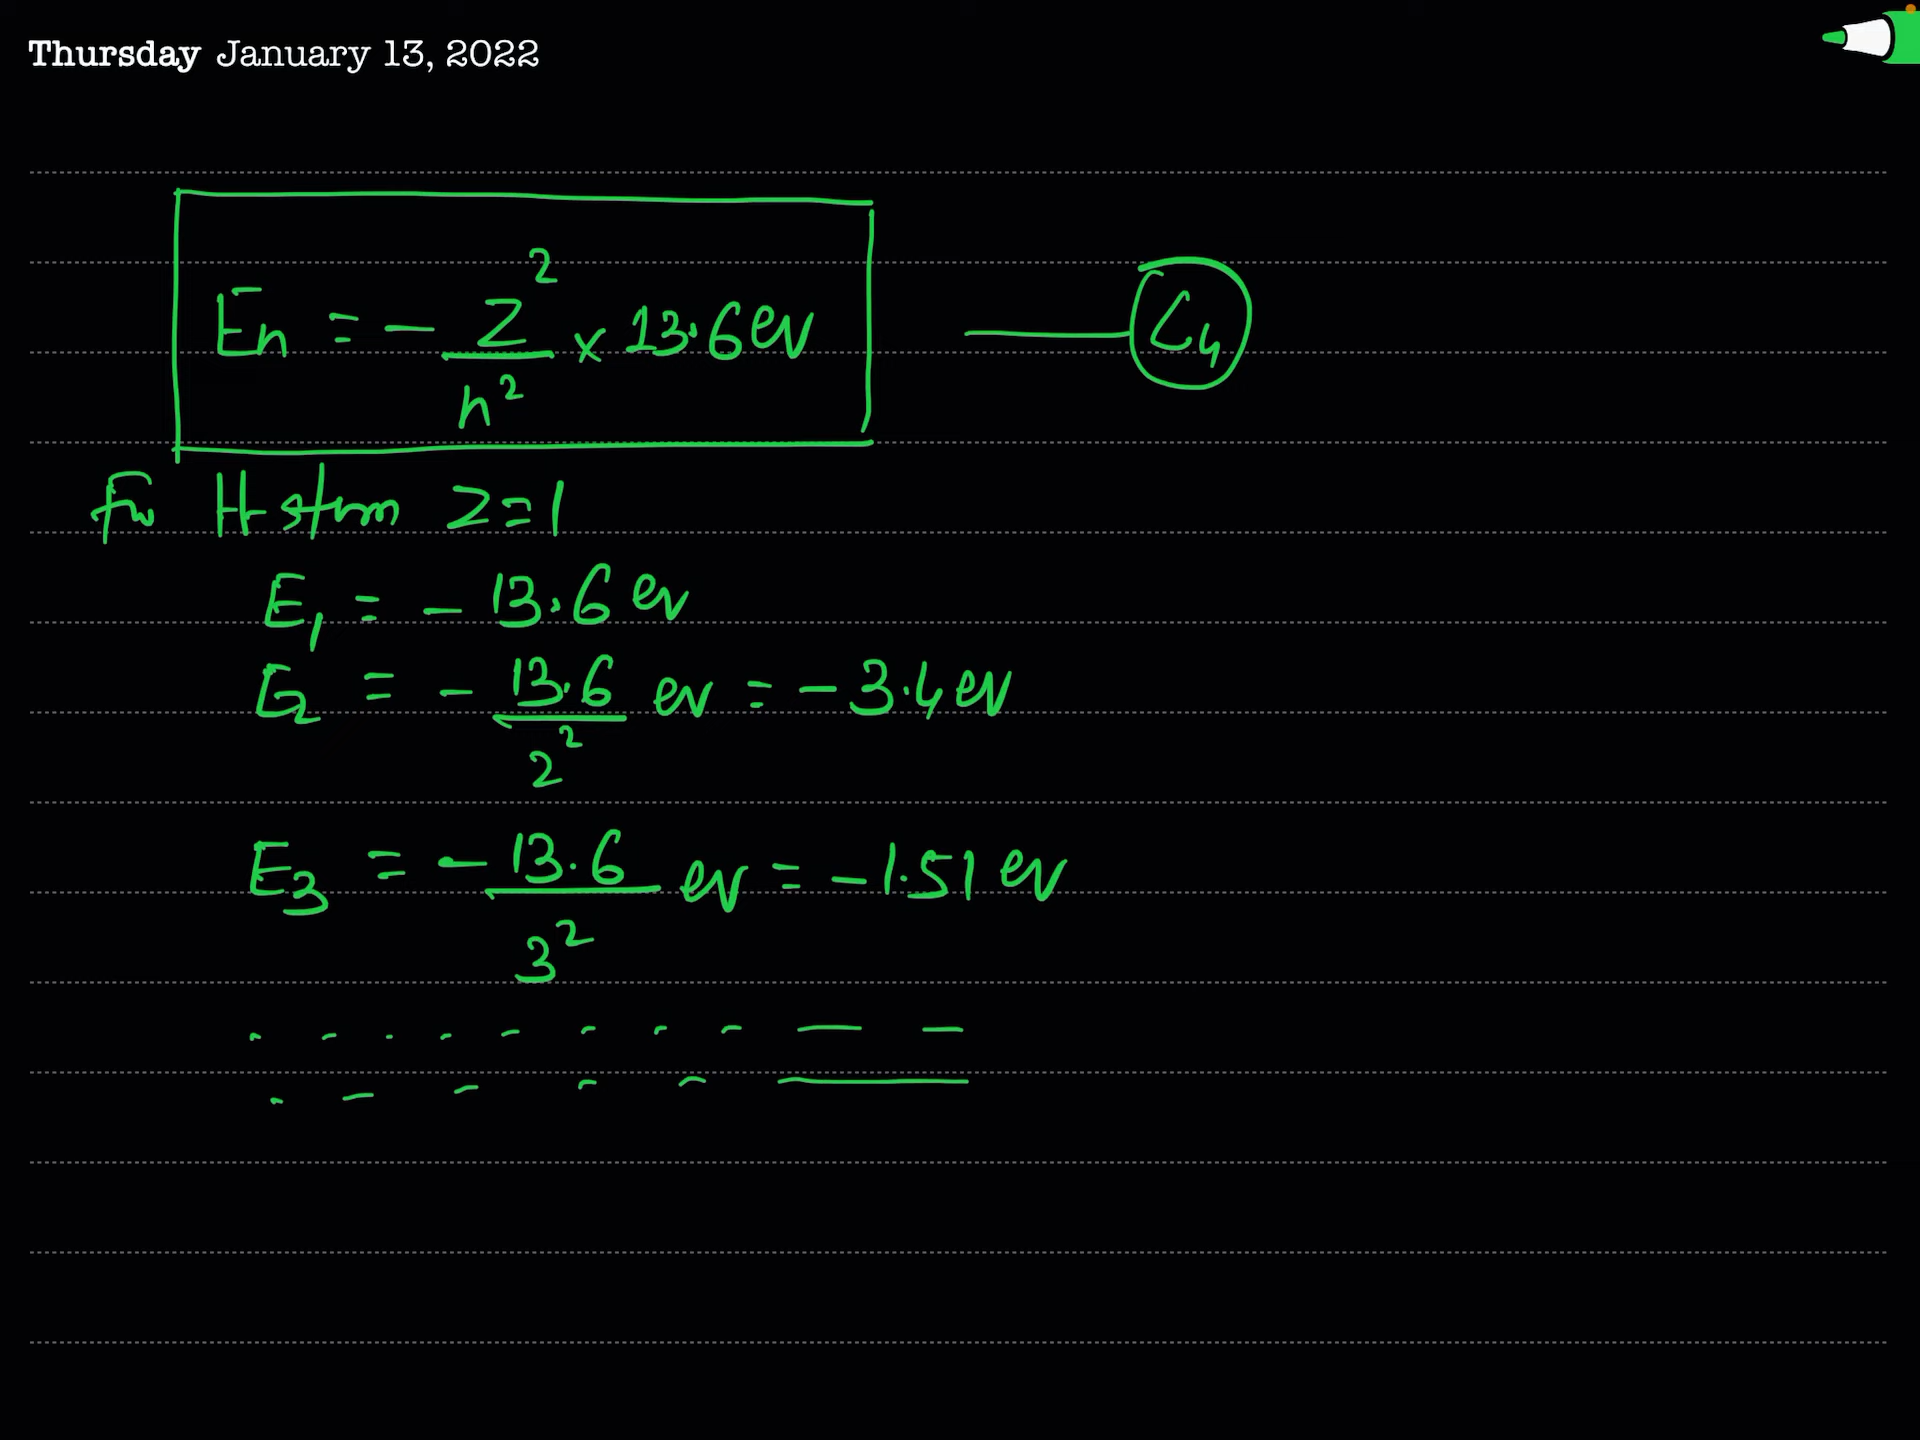 Thursday January 13, 2022
En = - Z²/n² x 13.6 ev
For H atom Z=1
E₁ = - 13.6 ev
E₂ = - 13.6/2² ev = - 3.4 ev
E₃ = - 13.6/3² ev = - 1.51 ev